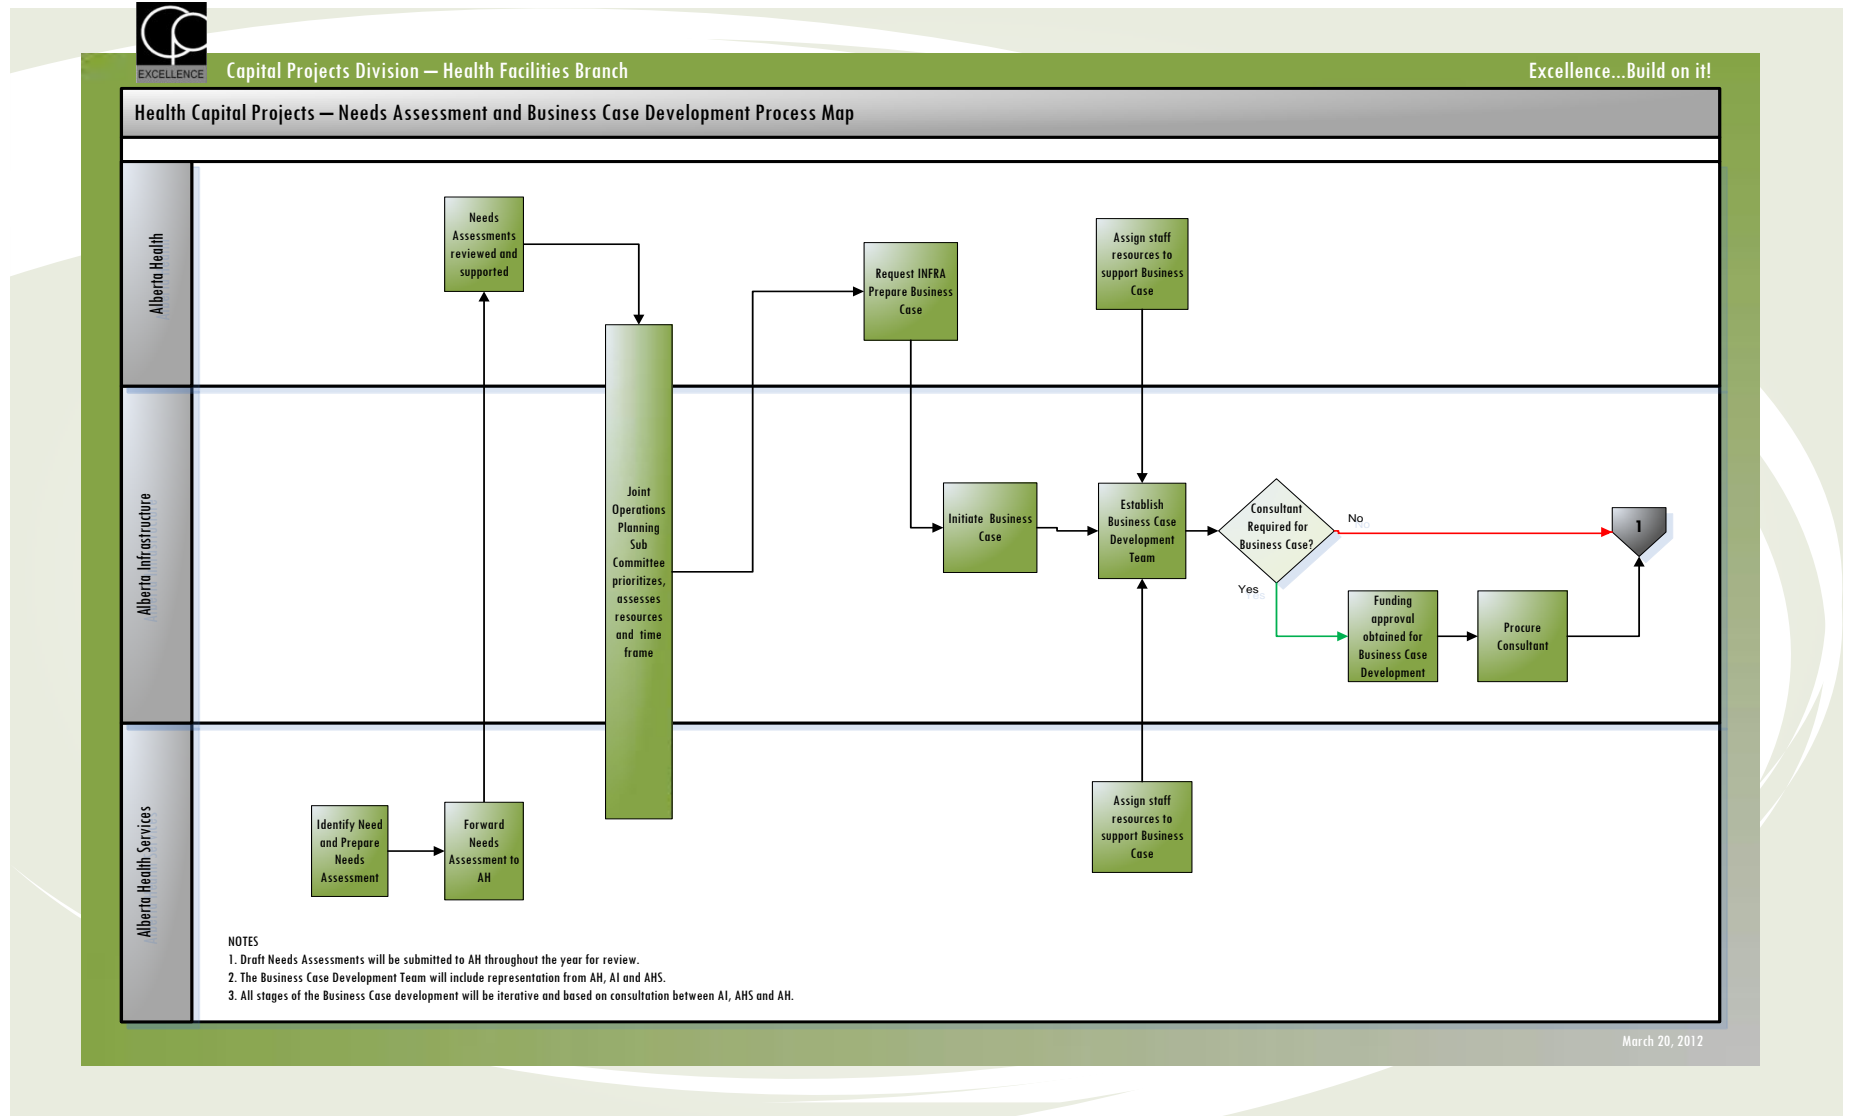 EXCELLENCE
Capital Projects Division – Health Facilities Branch
Excellence...Build on it!
Health Capital Projects – Needs Assessment and Business Case Development Process Map
Alberta Health
Needs
Assessments
reviewed and
supported
Request INFRA
Prepare Business
Case
Assign staff
resources to
support Business
Case
Alberta Infrastructure
Joint
Operations
Planning
Sub
Committee
prioritizes,
assesses
resources
and time
frame
Initiate Business
Case
Establish
Business Case
Development
Team
Consultant
Required for
Business Case?
No
1
Yes
Funding
approval
obtained for
Business Case
Development
Procure
Consultant
Alberta Health Services
Identify Need
and Prepare
Needs
Assessment
Forward
Needs
Assessment to
AH
Assign staff
resources to
support Business
Case
NOTES
1. Draft Needs Assessments will be submitted to AH throughout the year for review.
2. The Business Case Development Team will include representation from AH, AI and AHS.
3. All stages of the Business Case development will be iterative and based on consultation between AI, AHS and AH.
March 20, 2012